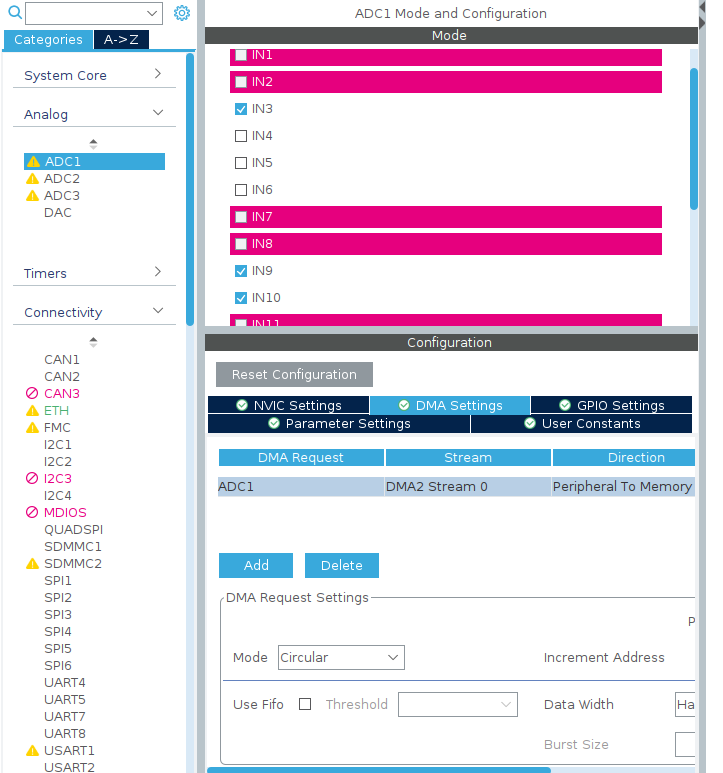 Categories
A->Z
System Core
Analog
ADC1
ADC2
ADC3
DAC
Timers
Connectivity
CAN1
CAN2
CAN3
ETH
FMC
I2C1
I2C2
I2C3
I2C4
MDIOS
QUADSPI
SDMMC1
SDMMC2
SPI1
SPI2
SPI3
SPI4
SPI5
SPI6
UART4
UART5
UART7
UART8
USART1
USART2
ADC1 Mode and Configuration
Mode
IN1
IN2
IN3
IN4
IN5
IN6
IN7
IN8
IN9
IN10
IN11
Configuration
Reset Configuration
NVIC Settings
DMA Settings
GPIO Settings
Parameter Settings
User Constants
DMA Request Stream Direction
ADC1 DMA2 Stream 0 Peripheral To Memory
Add Delete
DMA Request Settings
P
Mode Circular Increment Address
Use Fifo Threshold Data Width Ha
Burst Size